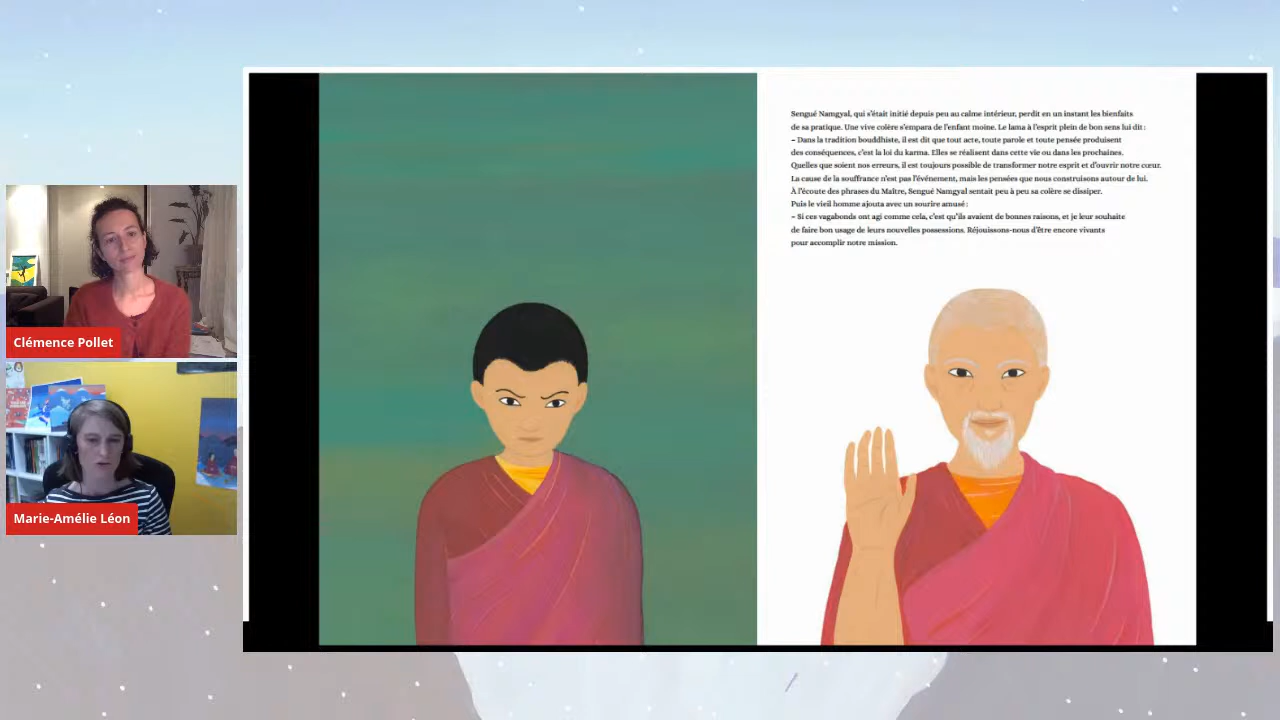 Sengué Namgyal, qui s'était initié depuis peu au calme intérieur, perdit en un instant les bienfaits
de sa pratique. Une vive colère s'empara de l'enfant moine. Le lama à l'esprit plein de bon sens lui dit :
– Dans la tradition bouddhiste, il est dit que tout acte, toute parole et toute pensée produisent
des conséquences, c'est la loi du karma. Elles se réalisent dans cette vie ou dans les prochaines.
Quelles que soient nos erreurs, il est toujours possible de transformer notre esprit et d'ouvrir notre cœur.
La cause de la souffrance n'est pas l'événement, mais les pensées que nous construisons autour de lui.
À l'écoute des phrases du Maître, Sengué Namgyal sentait peu à peu sa colère se dissiper.
Puis le vieil homme ajouta avec un sourire amusé :
– Si ces vagabonds ont agi comme cela, c'est qu'ils avaient de bonnes raisons, et je leur souhaite
de faire bon usage de leurs nouvelles possessions. Réjouissons-nous d'être encore vivants
pour accomplir notre mission.
Clémence Pollet
Marie-Amélie Léon